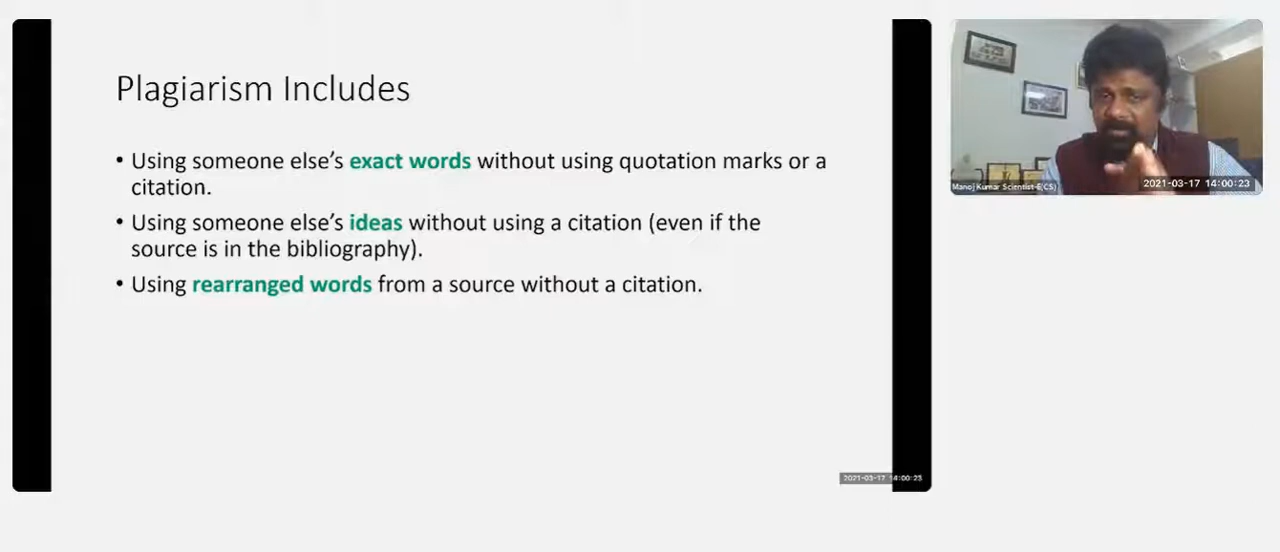 Plagiarism Includes
• Using someone else’s exact words without using quotation marks or a
citation.
• Using someone else’s ideas without using a citation (even if the
source is in the bibliography).
• Using rearranged words from a source without a citation.
2021-03-17 14:00:23
Manoj Kumar Scientist-E(CS)
2021-03-17 14:00:23